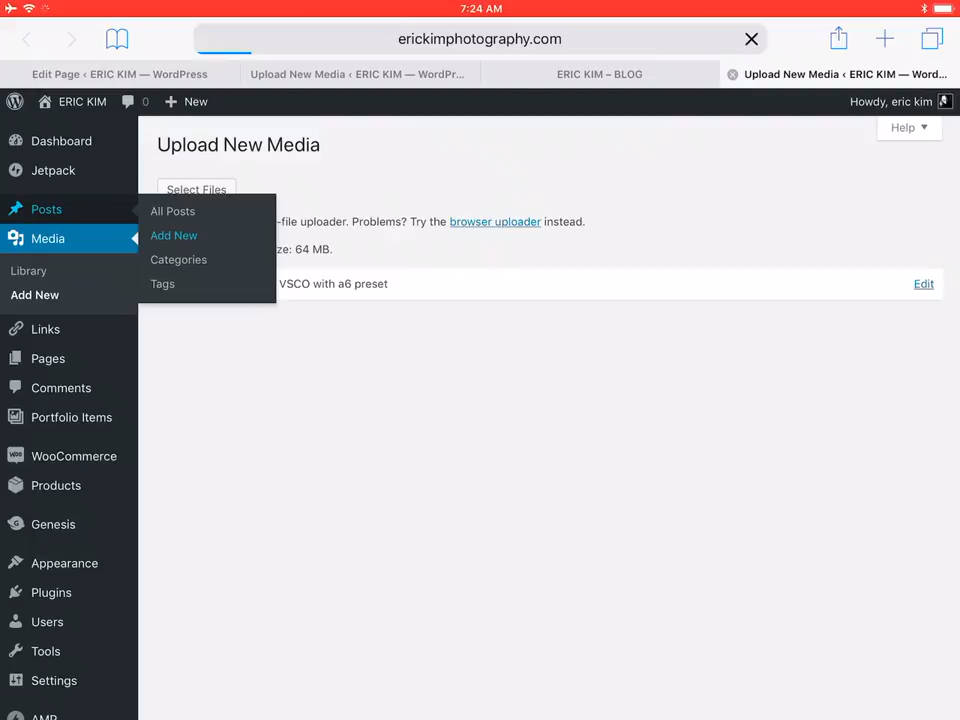 7:24 AM
erickimphotography.com
Edit Page ‹ ERIC KIM — WordPress
Upload New Media ‹ ERIC KIM — WordPr...
ERIC KIM – BLOG
Upload New Media ‹ ERIC KIM — Word...
ERIC KIM
0
New
Howdy, eric kim
Help
Upload New Media
Select Files
Dashboard
Jetpack
Posts
Media
Library
Add New
Links
Pages
Comments
Portfolio Items
WooCommerce
Products
Genesis
Appearance
Plugins
Users
Tools
Settings
AMP
All Posts
Add New
Categories
Tags
-file uploader. Problems? Try the browser uploader instead.
ze: 64 MB.
VSCO with a6 preset
Edit